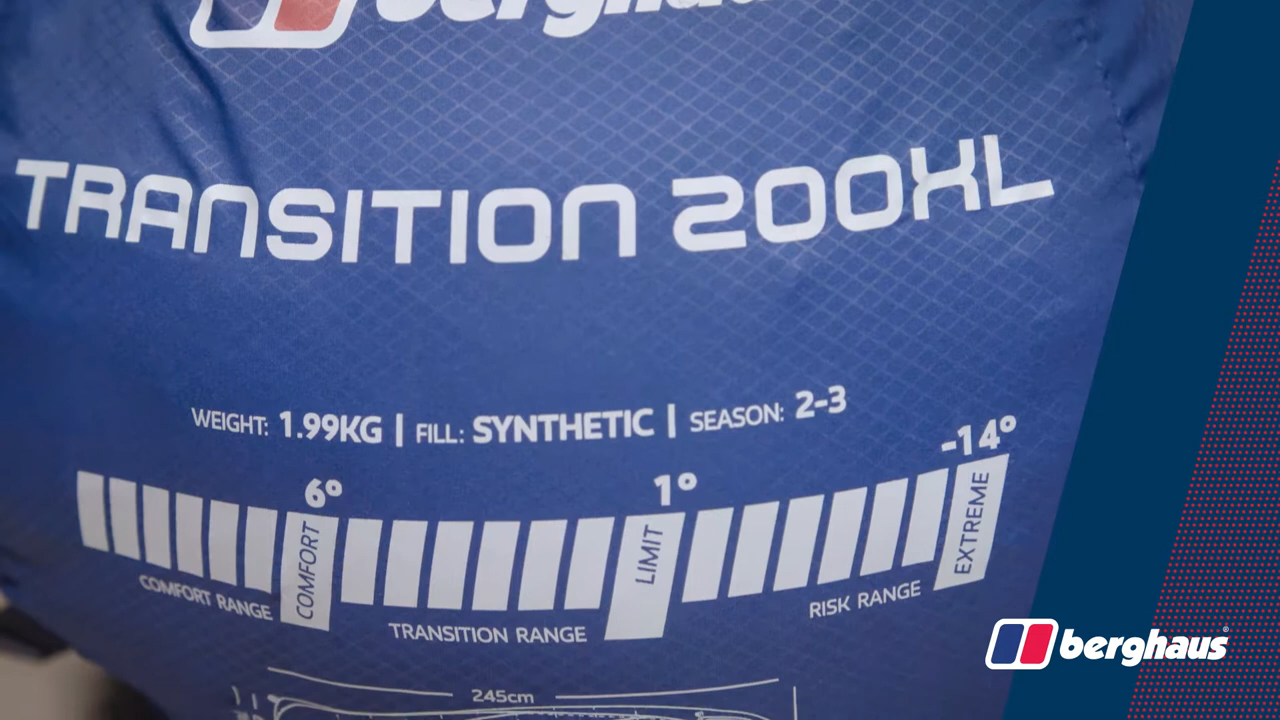 berghaus
TRANSITION 200XL
WEIGHT: 1.99KG | FILL: SYNTHETIC | SEASON: 2-3
6° 1° -14°
COMFORT LIMIT EXTREME
COMFORT RANGE TRANSITION RANGE RISK RANGE
245cm
berghaus®